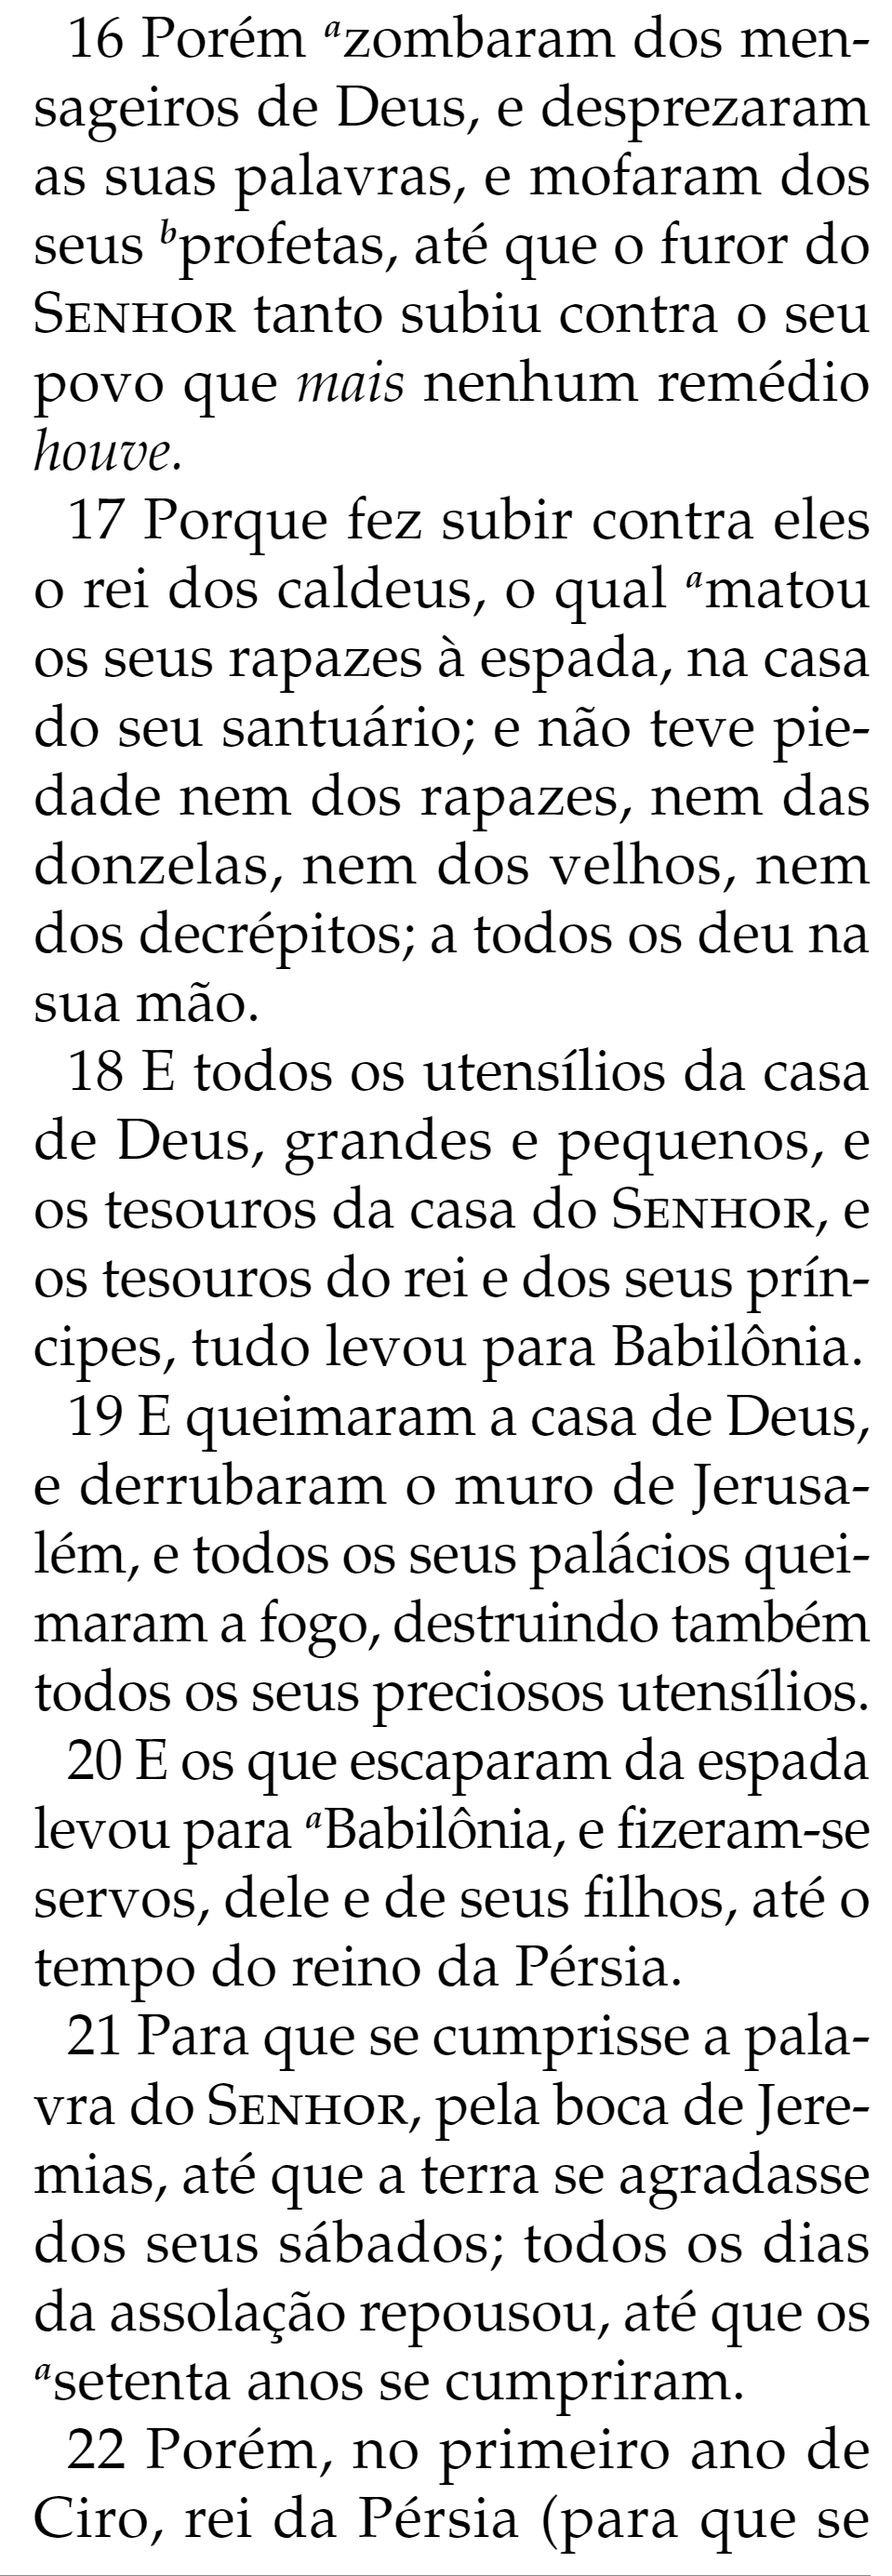 16 Porém ᵃzombaram dos men-
sageiros de Deus, e desprezaram
as suas palavras, e mofaram dos
seus ᵇprofetas, até que o furor do
SENHOR tanto subiu contra o seu
povo que mais nenhum remédio
houve.
17 Porque fez subir contra eles
o rei dos caldeus, o qual ᵃmatou
os seus rapazes à espada, na casa
do seu santuário; e não teve pie-
dade nem dos rapazes, nem das
donzelas, nem dos velhos, nem
dos decrépitos; a todos os deu na
sua mão.
18 E todos os utensílios da casa
de Deus, grandes e pequenos, e
os tesouros da casa do SENHOR, e
os tesouros do rei e dos seus prín-
cipes, tudo levou para Babilônia.
19 E queimaram a casa de Deus,
e derrubaram o muro de Jerusa-
lém, e todos os seus palácios quei-
maram a fogo, destruindo também
todos os seus preciosos utensílios.
20 E os que escaparam da espada
levou para ᵃBabilônia, e fizeram-se
servos, dele e de seus filhos, até o
tempo do reino da Pérsia.
21 Para que se cumprisse a pala-
vra do SENHOR, pela boca de Jere-
mias, até que a terra se agradasse
dos seus sábados; todos os dias
da assolação repousou, até que os
ᵃsetenta anos se cumpriram.
22 Porém, no primeiro ano de
Ciro, rei da Pérsia (para que se